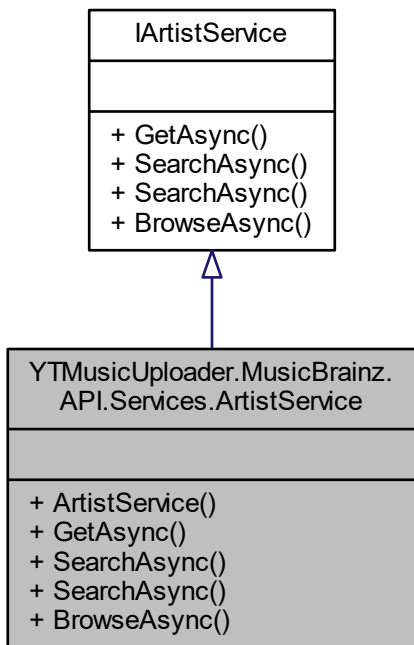 IArtistService
+ GetAsync()
+ SearchAsync()
+ SearchAsync()
+ BrowseAsync()
YTMusicUploader.MusicBrainz.
API.Services.ArtistService
+ ArtistService()
+ GetAsync()
+ SearchAsync()
+ SearchAsync()
+ BrowseAsync()